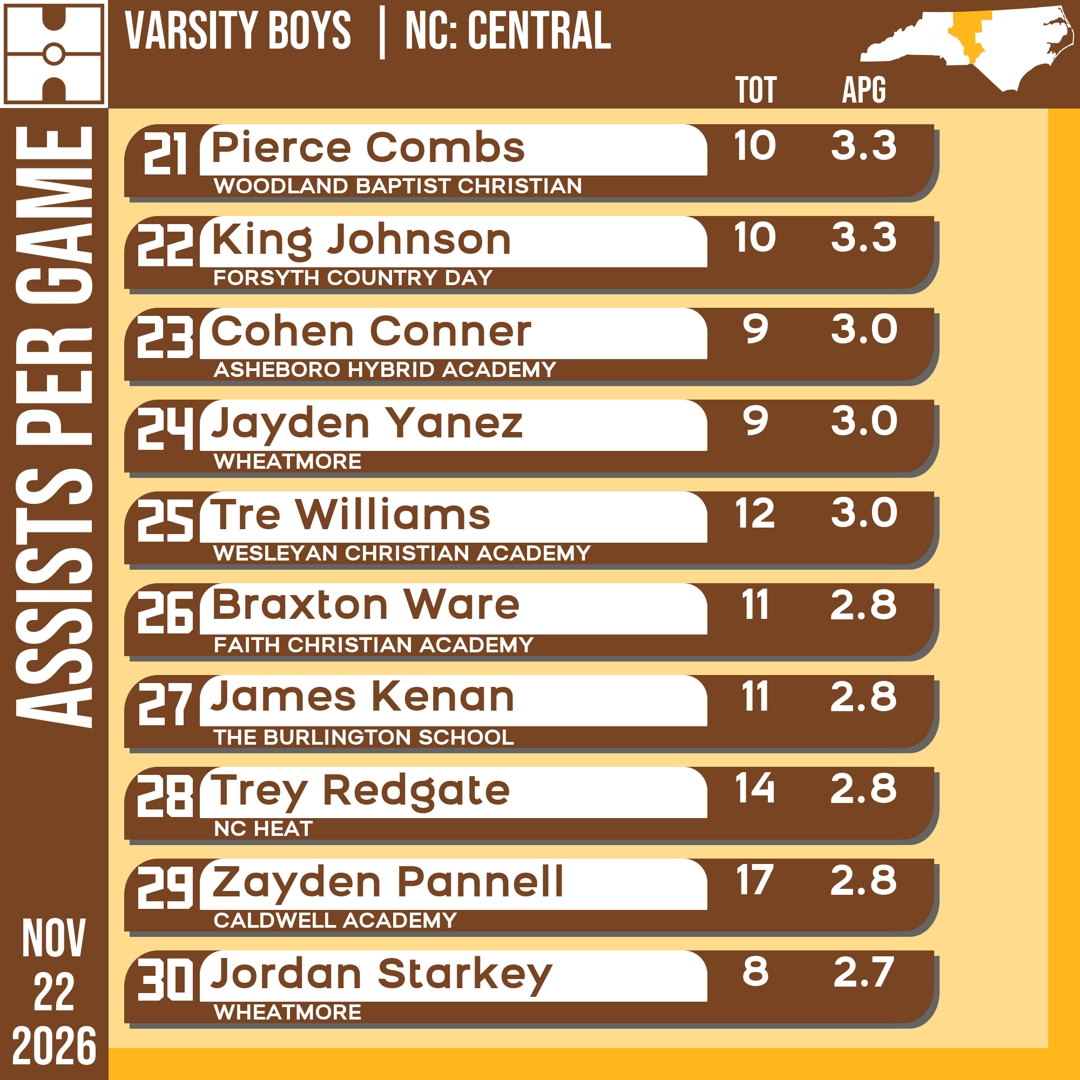 VARSITY BOYS | NC: CENTRAL
TOT APG
ASSISTS PER GAME
21 Pierce Combs 10 3.3
WOODLAND BAPTIST CHRISTIAN
22 King Johnson 10 3.3
FORSYTH COUNTRY DAY
23 Cohen Conner 9 3.0
ASHEBORO HYBRID ACADEMY
24 Jayden Yanez 9 3.0
WHEATMORE
25 Tre Williams 12 3.0
WESLEYAN CHRISTIAN ACADEMY
26 Braxton Ware 11 2.8
FAITH CHRISTIAN ACADEMY
27 James Kenan 11 2.8
THE BURLINGTON SCHOOL
28 Trey Redgate 14 2.8
NC HEAT
29 Zayden Pannell 17 2.8
CALDWELL ACADEMY
30 Jordan Starkey 8 2.7
WHEATMORE
NOV
22
2026